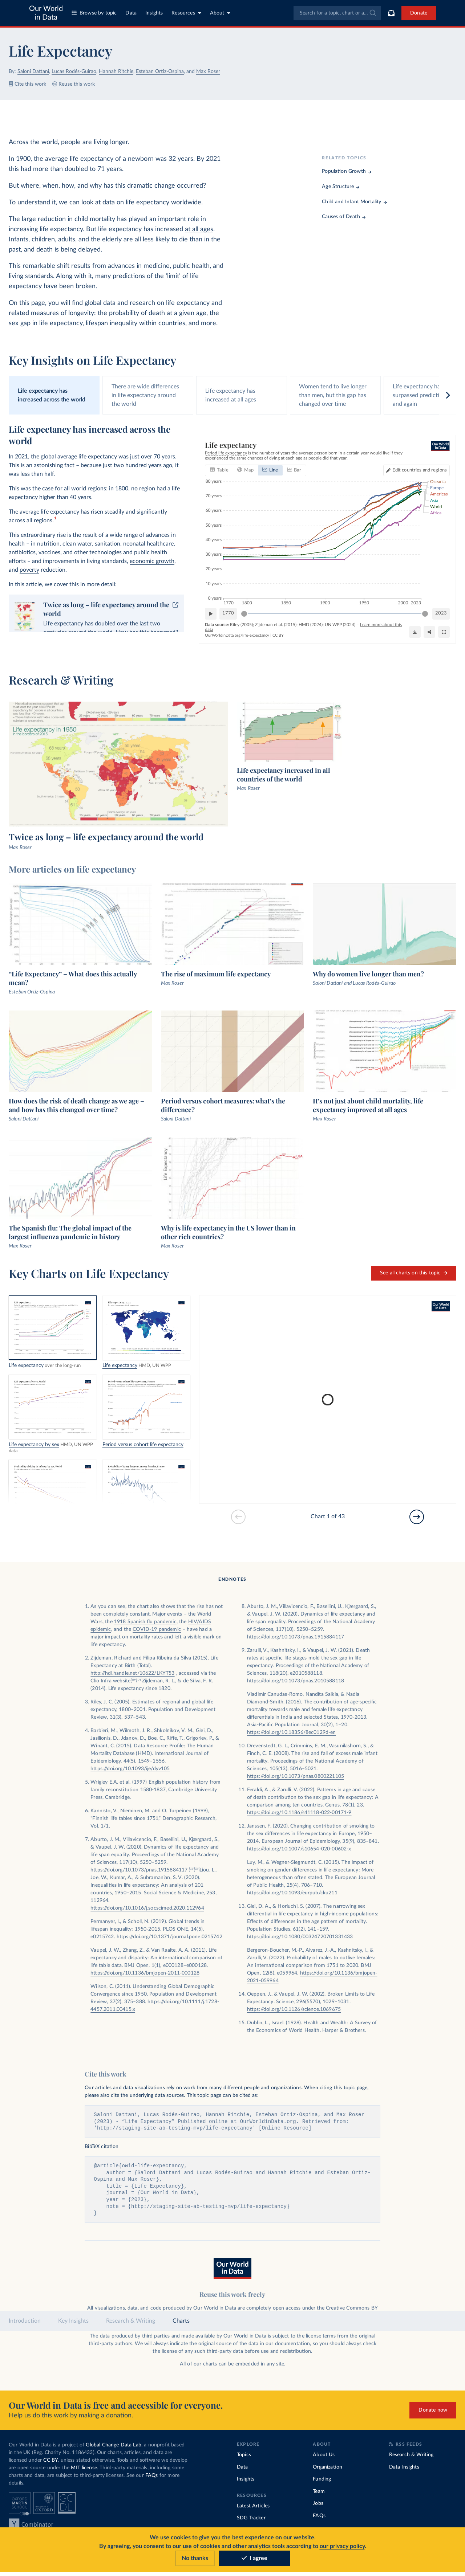 Our World
in Data
Browse by topic
Data
Insights
Resources
About
Search for a topic, chart or a...
Donate
Life Expectancy
By: Saloni Dattani, Lucas Rodés-Guirao, Hannah Ritchie, Esteban Ortiz-Ospina, and Max Roser
Cite this work
Reuse this work
Across the world, people are living longer.
In 1900, the average life expectancy of a newborn was 32 years. By 2021
this had more than doubled to 71 years.
But where, when, how, and why has this dramatic change occurred?
To understand it, we can look at data on life expectancy worldwide.
The large reduction in child mortality has played an important role in
increasing life expectancy. But life expectancy has increased at all ages.
Infants, children, adults, and the elderly are all less likely to die than in the
past, and death is being delayed.
This remarkable shift results from advances in medicine, public health, and
living standards. Along with it, many predictions of the 'limit' of life
expectancy have been broken.
On this page, you will find global data and research on life expectancy and
related measures of longevity: the probability of death at a given age, the
sex gap in life expectancy, lifespan inequality within countries, and more.
RELATED TOPICS
Population Growth
Age Structure
Child and Infant Mortality
Causes of Death
Key Insights on Life Expectancy
Life expectancy has
increased across the world
There are wide differences
in life expectancy around
the world
Life expectancy has
increased at all ages
Women tend to live longer
than men, but this gap has
changed over time
Life expectancy ha
surpassed predicti
and again
Life expectancy has increased across the
world
In 2021, the global average life expectancy was just over 70 years.
This is an astonishing fact – because just two hundred years ago, it
was less than half.
This was the case for all world regions: in 1800, no region had a life
expectancy higher than 40 years.
The average life expectancy has risen steadily and significantly
across all regions.1
This extraordinary rise is the result of a wide range of advances in
health – in nutrition, clean water, sanitation, neonatal healthcare,
antibiotics, vaccines, and other technologies and public health
efforts – and improvements in living standards, economic growth,
and poverty reduction.
In this article, we cover this in more detail:
Twice as long – life expectancy around the
world
Life expectancy has doubled over the last two
centuries around the world. How has this happened?
Life expectancy
Period life expectancy is the number of years the average person born in a certain year would live if they
experienced the same chances of dying at each age as people did that year.
Our World
in Data
Table
Map
Line
Bar
Edit countries and regions
80 years
70 years
60 years
50 years
40 years
30 years
20 years
10 years
0 years
1770
1800
1850
1900
1950
2000
2023
Oceania
Europe
Americas
Asia
World
Africa
1770
2023
Data source: Riley (2005); Zijdeman et al. (2015); HMD (2024); UN WPP (2024) – Learn more about this
data
OurWorldinData.org/life-expectancy | CC BY
Research & Writing
Life expectancy in 1950
Twice as long – life expectancy around the world
Max Roser
Life expectancy increased in all
countries of the world
Max Roser
More articles on life expectancy
"Life Expectancy" – What does this actually
mean?
Esteban Ortiz-Ospina
The rise of maximum life expectancy
Max Roser
Why do women live longer than men?
Saloni Dattani and Lucas Rodés-Guirao
How does the risk of death change as we age –
and how has this changed over time?
Saloni Dattani
Period versus cohort measures: what's the
difference?
Saloni Dattani
It's not just about child mortality, life
expectancy improved at all ages
Max Roser
The Spanish flu: The global impact of the
largest influenza pandemic in history
Max Roser
Life Expectancy
Why is life expectancy in the US lower than in
other rich countries?
Max Roser
Key Charts on Life Expectancy
See all charts on this topic
Life expectancy over the long-run
Life expectancy HMD, UN WPP
Life expectancy by sex HMD, UN WPP
data
Period versus cohort life expectancy
Our World
in Data
Chart 1 of 43
ENDNOTES
1. As you can see, the chart also shows that the rise has not
been completely constant. Major events – the World
Wars, the 1918 Spanish flu pandemic, the HIV/AIDS
epidemic, and the COVID-19 pandemic – have had a
major impact on mortality rates and left a visible mark on
life expectancy.
2. Zijdeman, Richard and Filipa Ribeira da Silva (2015). Life
Expectancy at Birth (Total).
http://hdl.handle.net/10622/LKYT53 , accessed via the
Clio Infra website. Zijdeman, R. L., & de Silva, F. R.
(2014). Life expectancy since 1820.
3. Riley, J. C. (2005). Estimates of regional and global life
expectancy, 1800–2001. Population and Development
Review, 31(3), 537–543.
4. Barbieri, M., Wilmoth, J. R., Shkolnikov, V. M., Glei, D.,
Jasilionis, D., Jdanov, D., Boe, C., Riffe, T., Grigoriev, P., &
Winant, C. (2015). Data Resource Profile: The Human
Mortality Database (HMD). International Journal of
Epidemiology, 44(5), 1549–1556.
https://doi.org/10.1093/ije/dyv105
5. Wrigley E.A. et al. (1997) English population history from
family reconstitution 1580-1837, Cambridge University
Press, Cambridge.
6. Kannisto, V., Nieminen, M. and O. Turpeinen (1999).
"Finnish life tables since 1751," Demographic Research,
Vol. 1/1.
7. Aburto, J. M., Villavicencio, F., Basellini, U., Kjærgaard, S.,
& Vaupel, J. W. (2020). Dynamics of life expectancy and
life span equality. Proceedings of the National Academy
of Sciences, 117(10), 5250–5259.
https://doi.org/10.1073/pnas.1915884117 Liou, L.,
Joe, W., Kumar, A., & Subramanian, S. V. (2020).
Inequalities in life expectancy: An analysis of 201
countries, 1950–2015. Social Science & Medicine, 253,
112964.
https://doi.org/10.1016/j.socscimed.2020.112964
Permanyer, I., & Scholl, N. (2019). Global trends in
lifespan inequality: 1950-2015. PLOS ONE, 14(5),
e0215742. https://doi.org/10.1371/journal.pone.0215742
Vaupel, J. W., Zhang, Z., & Van Raalte, A. A. (2011). Life
expectancy and disparity: An international comparison of
life table data. BMJ Open, 1(1), e000128–e000128.
https://doi.org/10.1136/bmjopen-2011-000128
Wilson, C. (2011). Understanding Global Demographic
Convergence since 1950. Population and Development
Review, 37(2), 375–388. https://doi.org/10.1111/j.1728-
4457.2011.00415.x
8. Aburto, J. M., Villavicencio, F., Basellini, U., Kjærgaard, S.,
& Vaupel, J. W. (2020). Dynamics of life expectancy and
life span equality. Proceedings of the National Academy
of Sciences, 117(10), 5250–5259.
https://doi.org/10.1073/pnas.1915884117
9. Zarulli, V., Kashnitsky, I., & Vaupel, J. W. (2021). Death
rates at specific life stages mold the sex gap in life
expectancy. Proceedings of the National Academy of
Sciences, 118(20), e2010588118.
https://doi.org/10.1073/pnas.2010588118
Vladimir Canudas-Romo, Nandita Saikia, & Nadia
Diamond-Smith. (2016). The contribution of age-specific
mortality towards male and female life expectancy
differentials in India and selected States, 1970-2013.
Asia-Pacific Population Journal, 30(2), 1–20.
https://doi.org/10.18356/8ec0129d-en
10. Drevenstedt, G. L., Crimmins, E. M., Vasunilashorn, S., &
Finch, C. E. (2008). The rise and fall of excess male infant
mortality. Proceedings of the National Academy of
Sciences, 105(13), 5016–5021.
https://doi.org/10.1073/pnas.0800221105
11. Feraldi, A., & Zarulli, V. (2022). Patterns in age and cause
of death contribution to the sex gap in life expectancy: A
comparison among ten countries. Genus, 78(1), 23.
https://doi.org/10.1186/s41118-022-00171-9
12. Janssen, F. (2020). Changing contribution of smoking to
the sex differences in life expectancy in Europe, 1950–
2014. European Journal of Epidemiology, 35(9), 835–841.
https://doi.org/10.1007/s10654-020-00602-x
Luy, M., & Wegner-Siegmundt, C. (2015). The impact of
smoking on gender differences in life expectancy: More
heterogeneous than often stated. The European Journal
of Public Health, 25(4), 706–710.
https://doi.org/10.1093/eurpub/cku211
13. Glei, D. A., & Horiuchi, S. (2007). The narrowing sex
differential in life expectancy in high-income populations:
Effects of differences in the age pattern of mortality.
Population Studies, 61(2), 141–159.
https://doi.org/10.1080/00324720701331433
Bergeron-Boucher, M.-P., Alvarez, J.-A., Kashnitsky, I., &
Zarulli, V. (2022). Probability of males to outlive females:
An international comparison from 1751 to 2020. BMJ
Open, 12(8), e059964. https://doi.org/10.1136/bmjopen-
2021-059964
14. Oeppen, J., & Vaupel, J. W. (2002). Broken Limits to Life
Expectancy. Science, 296(5570), 1029–1031.
https://doi.org/10.1126/science.1069675
15. Dublin, L., Israel. (1928). Health and Wealth: A Survey of
the Economics of World Health. Harper & Brothers.
Cite this work
Our articles and data visualizations rely on work from many different people and organizations. When citing this topic page,
please also cite the underlying data sources. This topic page can be cited as:
Saloni Dattani, Lucas Rodés-Guirao, Hannah Ritchie, Esteban Ortiz-Ospina, and Max Roser
(2023) - "Life Expectancy" Published online at OurWorldinData.org. Retrieved from:
'http://staging-site-ab-testing-mvp/life-expectancy' [Online Resource]
BibTeX citation
@article{owid-life-expectancy,
author = {Saloni Dattani and Lucas Rodés-Guirao and Hannah Ritchie and Esteban Ortiz-
Ospina and Max Roser},
title = {Life Expectancy},
journal = {Our World in Data},
year = {2023},
note = {http://staging-site-ab-testing-mvp/life-expectancy}
}
Our World
in Data
Reuse this work freely
All visualizations, data, and code produced by Our World in Data are completely open access under the Creative Commons BY
Introduction
Key Insights
Research & Writing
Charts
The data produced by third parties and made available by Our World in Data is subject to the license terms from the original
third-party authors. We will always indicate the original source of the data in our documentation, so you should always check
the license of any such third-party data before use and redistribution.
All of our charts can be embedded in any site.
Our World in Data is free and accessible for everyone.
Help us do this work by making a donation.
Donate now
Our World in Data is a project of Global Change Data Lab, a nonprofit based
in the UK (Reg. Charity No. 1186433). Our charts, articles, and data are
licensed under CC BY, unless stated otherwise. Tools and software we develop
are open source under the MIT license. Third-party materials, including some
charts and data, are subject to third-party licenses. See our FAQs for more
details.
OXFORD
MARTIN
SCHOOL
UNIVERSITY OF
OXFORD
GC
DL
Y Combinator
EXPLORE
Topics
Data
Insights
RESOURCES
Latest Articles
SDG Tracker
ABOUT
About Us
Organization
Funding
Team
Jobs
FAQs
RSS FEEDS
Research & Writing
Data Insights
We use cookies to give you the best experience on our website.
By agreeing, you consent to our use of cookies and other analytics tools according to our privacy policy.
No thanks
I agree